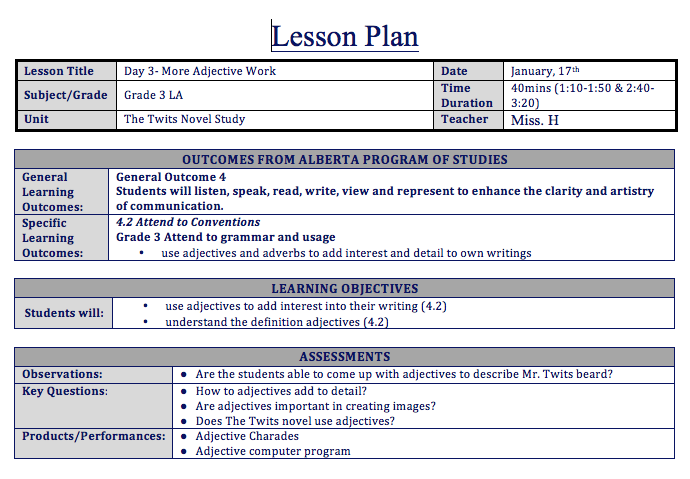 Lesson Plan
Lesson Title Day 3- More Adjective Work Date January, 17th
Subject/Grade Grade 3 LA Time Duration 40mins (1:10-1:50 & 2:40-3:20)
Unit The Twits Novel Study Teacher Miss. H
OUTCOMES FROM ALBERTA PROGRAM OF STUDIES
General Learning Outcomes:
General Outcome 4
Students will listen, speak, read, write, view and represent to enhance the clarity and artistry
of communication.
Specific Learning Outcomes:
4.2 Attend to Conventions
Grade 3 Attend to grammar and usage
• use adjectives and adverbs to add interest and detail to own writings
LEARNING OBJECTIVES
Students will:
• use adjectives to add interest into their writing (4.2)
• understand the definition adjectives (4.2)
ASSESSMENTS
Observations: ● Are the students able to come up with adjectives to describe Mr. Twits beard?
Key Questions: ● How to adjectives add to detail?
● Are adjectives important in creating images?
● Does The Twits novel use adjectives?
Products/Performances: ● Adjective Charades
● Adjective computer program